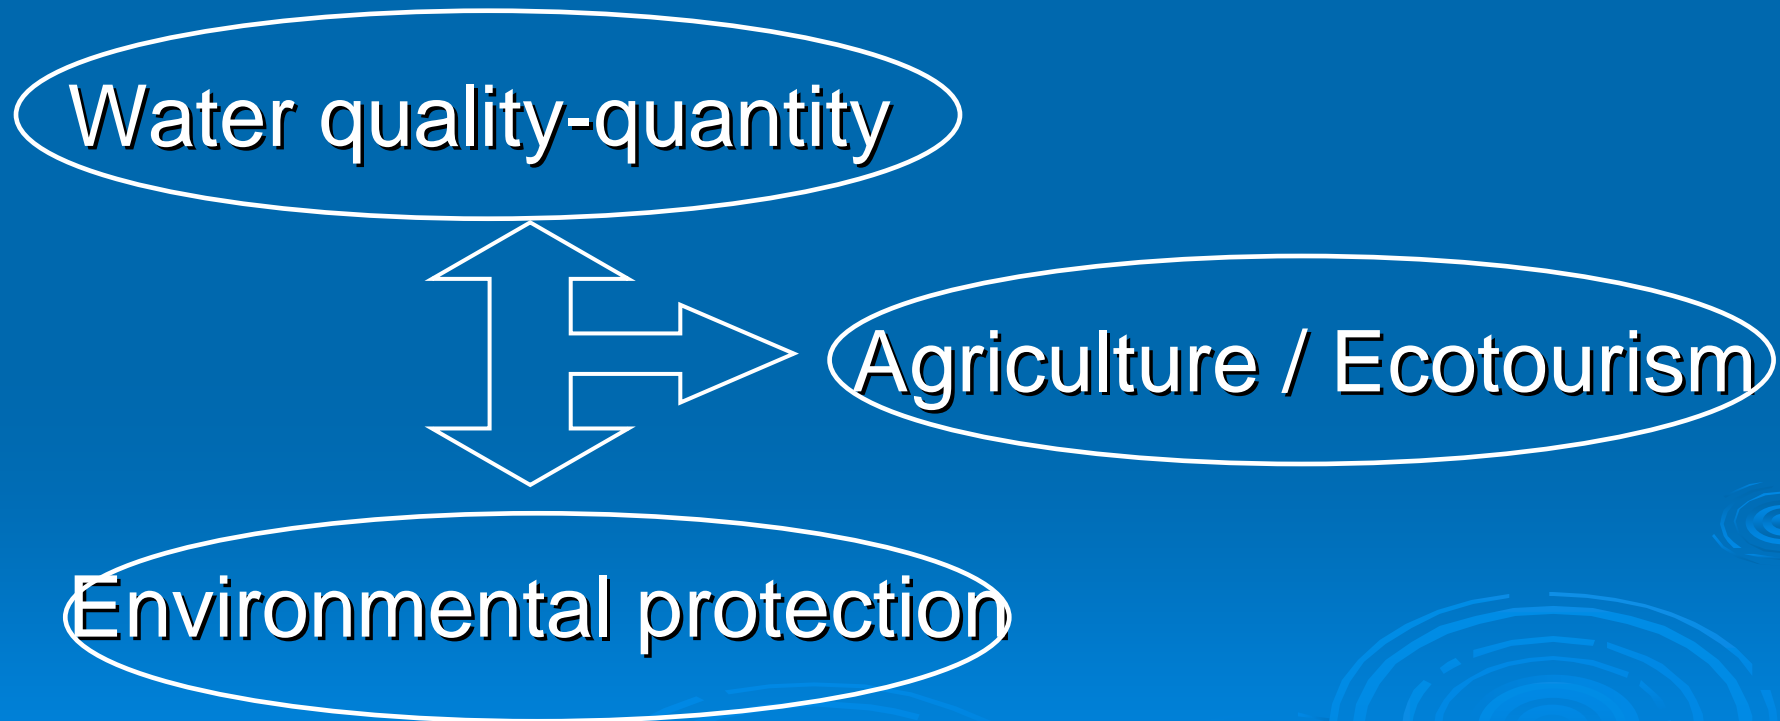 Water quality-quantity
Agriculture / Ecotourism
Environmental protection